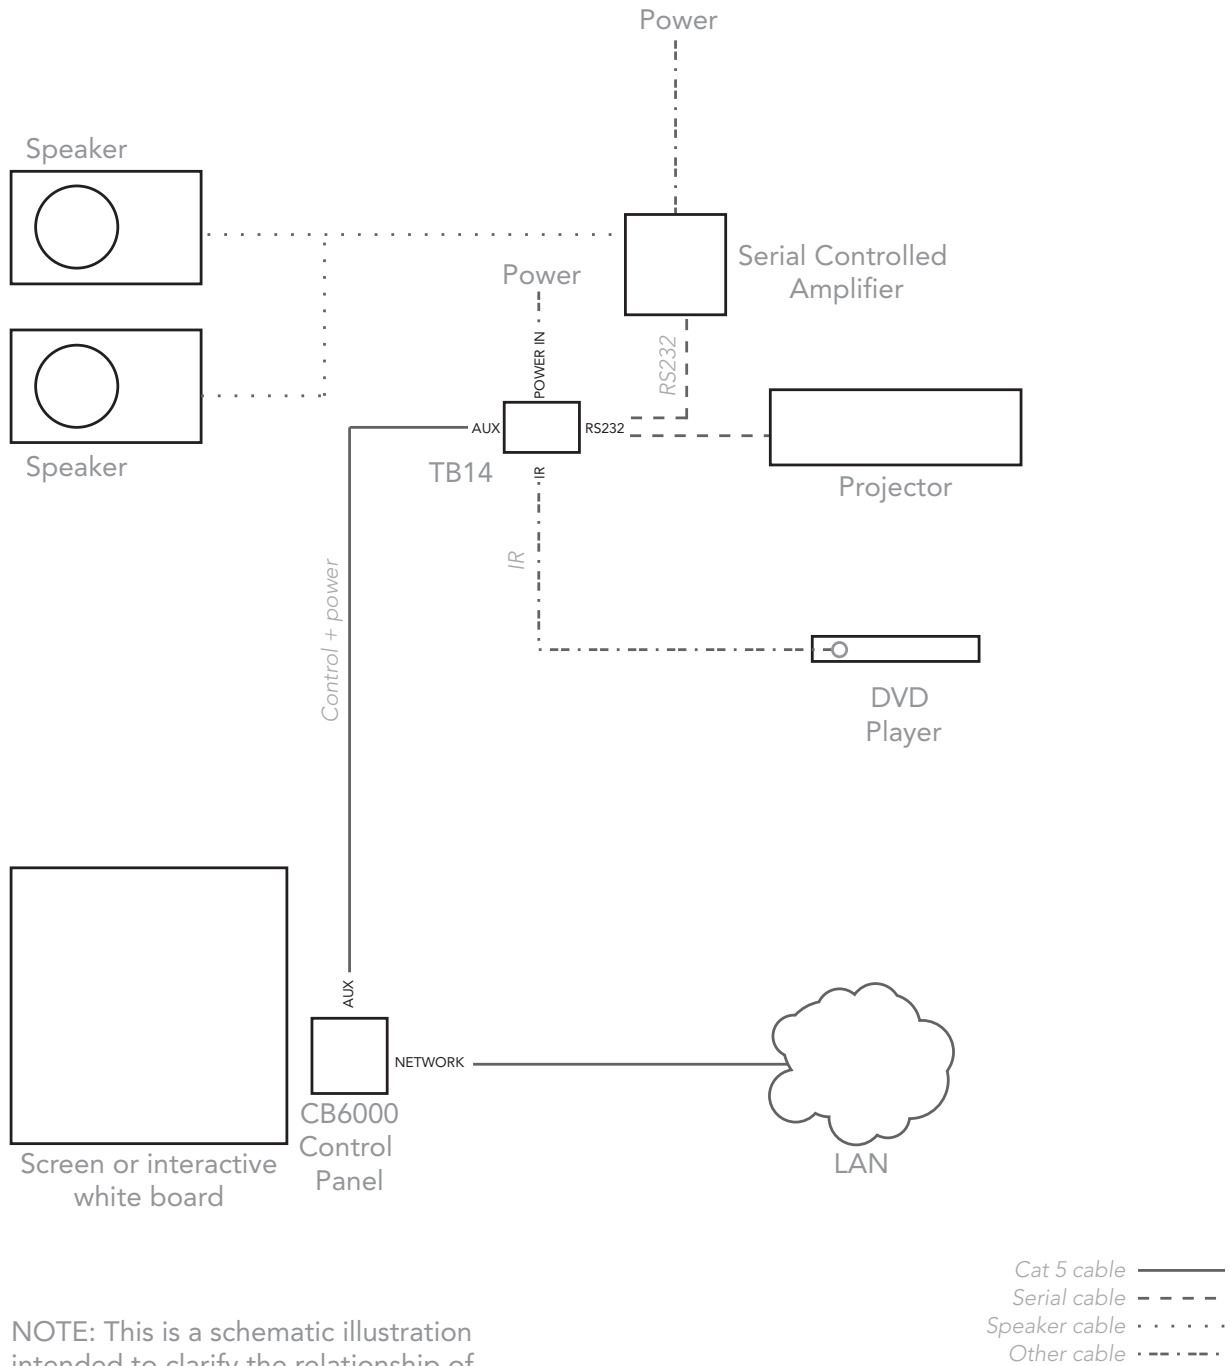 Power
Speaker
Serial Controlled
Amplifier
Power
POWER IN
RS232
AUX
RS232
TB14
IR
Speaker
Projector
IR
Control + power
DVD
Player
AUX
NETWORK
CB6000
Control
Panel
Screen or interactive
white board
LAN
Cat 5 cable
Serial cable
Speaker cable
Other cable
NOTE: This is a schematic illustration
intended to clarify the relationship of